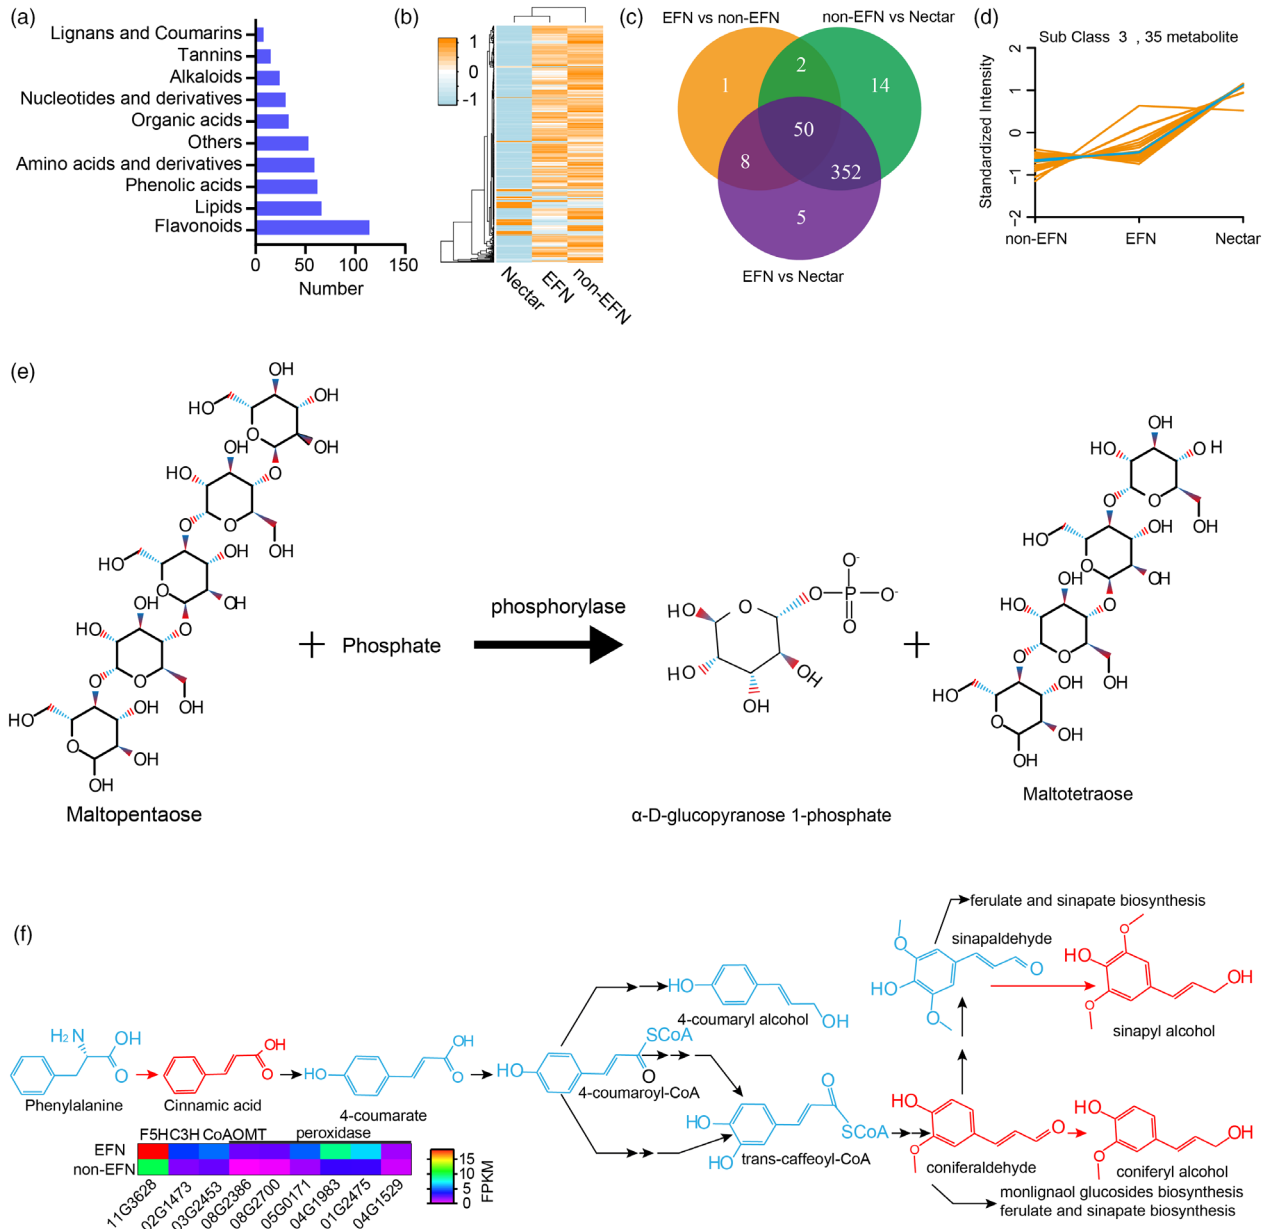 (a)
Lignans and Coumarins
Tannins
Alkaloids
Nucleotides and derivatives
Organic acids
Others
Amino acids and derivatives
Phenolic acids
Lipids
Flavonoids
0 50 100 150
Number
(b)
1
0
−1
Nectar
EFN
non-EFN
(c)
EFN vs non-EFN
non-EFN vs Nectar
1
2
14
50
8
352
5
EFN vs Nectar
(d)
Sub Class 3 , 35 metabolite
Standardized Intensity
2
1
0
−1
−2
non-EFN EFN Nectar
(e)
OH
HO
OH
O
OH
OH
O
HO
O
O
OH
HO
OH
O
OH
OH
O
HO
O
O
OH
HO
OH
O
OH
OH
Maltopentaose
+ Phosphate
phosphorylase
HO
O
O
P
O-
O-
O
HO
OH
OH
α-D-glucopyranose 1-phosphate
+
OH
HO
O H
O
O
OH
HO
OH
O
OH
OH
O
HO
O
O
OH
HO
OH
O
OH
OH
Maltotetraose
(f)
H2N
OH
O
Phenylalanine
OH
O
Cinnamic acid
HO
OH
O
4-coumarate
HO
SCoA
O
4-coumaroyl-CoA
HO
OH
4-coumaryl alcohol
HO
HO
O
SCoA
trans-caffeoyl-CoA
HO
O
O
coniferaldehyde
HO
O
OH
coniferyl alcohol
monlignaol glucosides biosynthesis
ferulate and sinapate biosynthesis
ferulate and sinapate biosynthesis
sinapaldehyde
O
HO
O
O
O
HO
O
OH
sinapyl alcohol
F5H C3H CoAOMT peroxidase
EFN
non-EFN
11G3628
02G1473
03G2453
08G2386
08G2700
05G0171
04G1983
01G2475
04G1529
15
10
5
0
FPKM